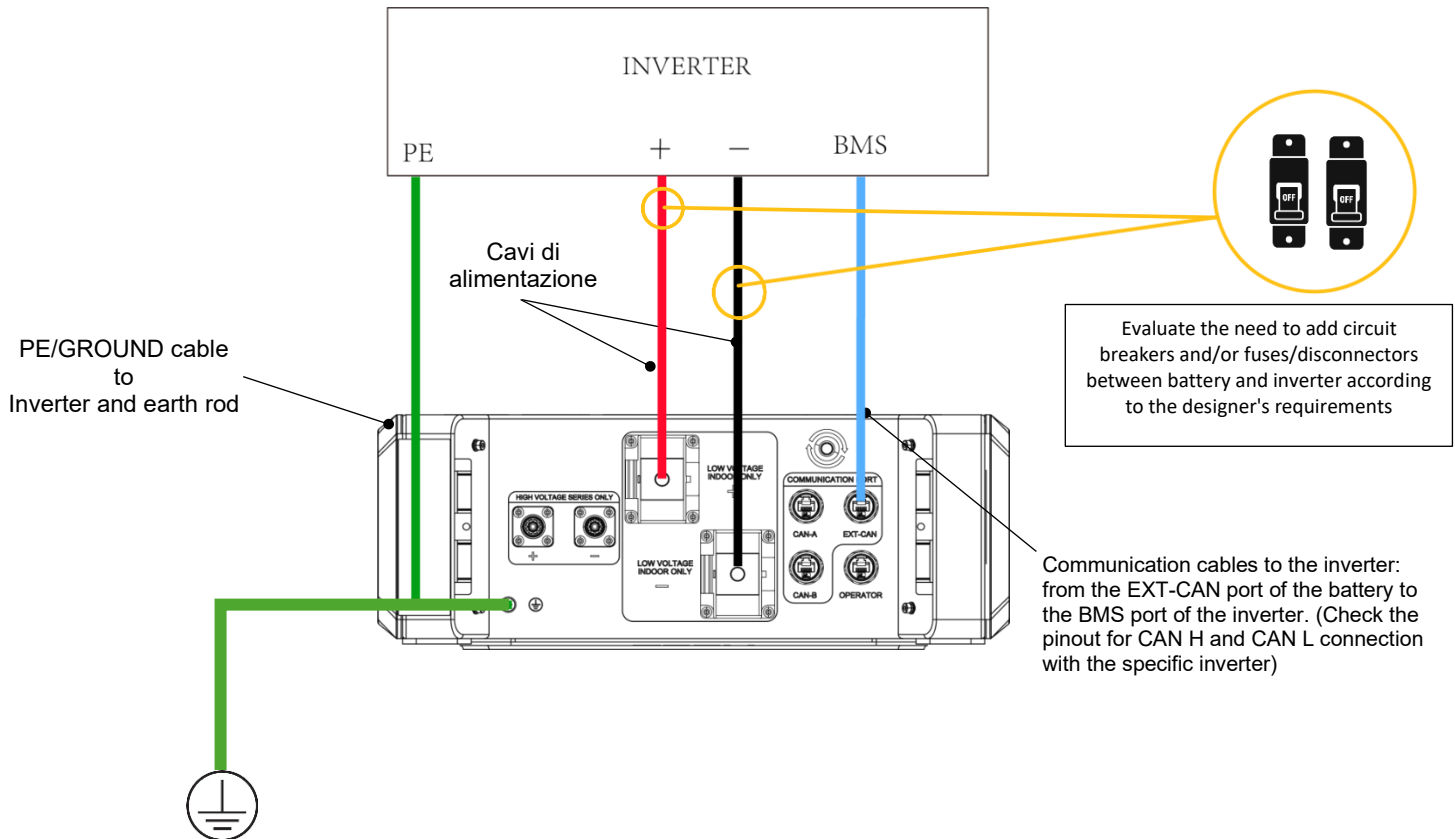 INVERTER
PE
+
−
BMS
OFF
OFF
Cavi di
alimentazione
Evaluate the need to add circuit
breakers and/or fuses/disconnectors
between battery and inverter according
to the designer's requirements
PE/GROUND cable
to
Inverter and earth rod
LOW VOLTAGE
INDOOR ONLY
+
COMMUNICATION PORT
HIGH VOLTAGE SERIES ONLY
+
−
CAN-A
EXT-CAN
LOW VOLTAGE
INDOOR ONLY
−
CAN-B
OPERATOR
Communication cables to the inverter:
from the EXT-CAN port of the battery to
the BMS port of the inverter. (Check the
pinout for CAN H and CAN L connection
with the specific inverter)